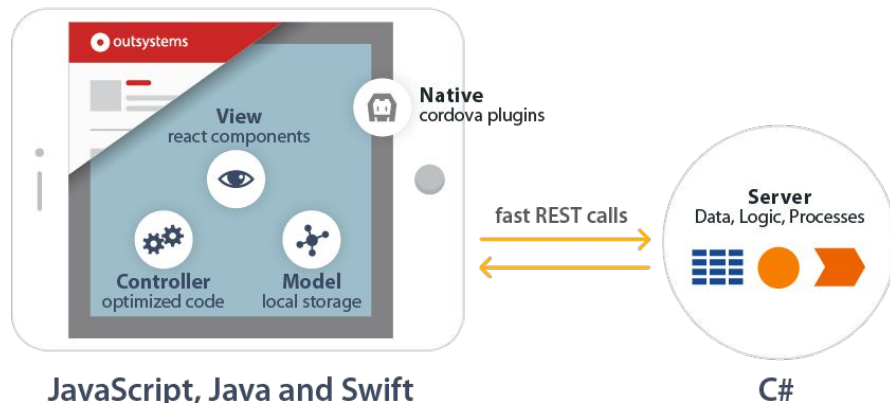 outsystems
Native
cordova plugins
View
react components
Controller
optimized code
Model
local storage
fast REST calls
Server
Data, Logic, Processes
JavaScript, Java and Swift
C#